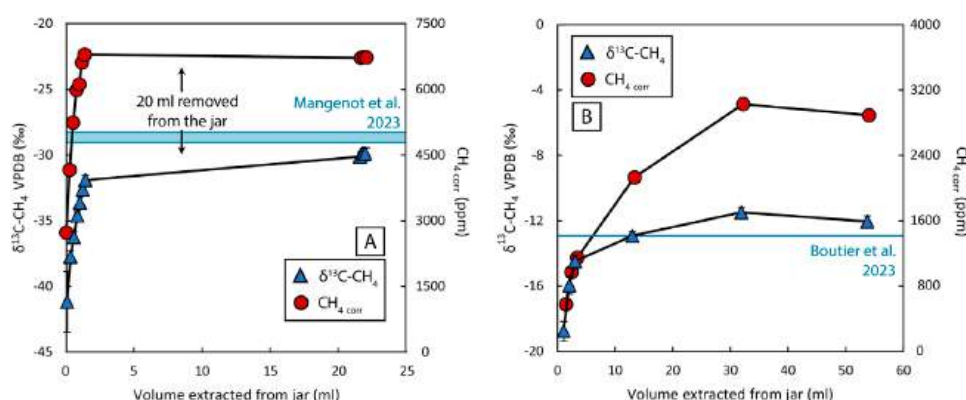 -20
-25
-30
-35
-40
-45
δ¹³C-CH₄ VPDB (‰)
7500
6000
4500
3000
1500
0
CH₄ corr (ppm)
20 ml removed
from the jar
Mangenot et al.
2023
A
δ¹³C-CH₄
CH₄ corr
0 5 10 15 20 25
Volume extracted from jar (ml)
0
-4
-8
-12
-16
-20
δ¹³C-CH₄ VPDB (‰)
4000
3200
2400
1600
800
0
CH₄ corr (ppm)
δ¹³C-CH₄
CH₄ corr
B
Boutier et al.
2023
0 10 20 30 40 50 60
Volume extracted from jar (ml)